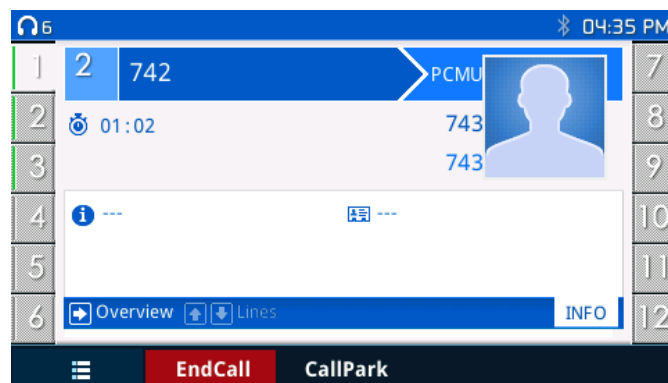 6 04:35 PM
1 2 742 PCMU 7
2 01:02 743 8
3 743 9
4 --- --- 10
5 11
6 Overview Lines INFO 12
EndCall CallPark